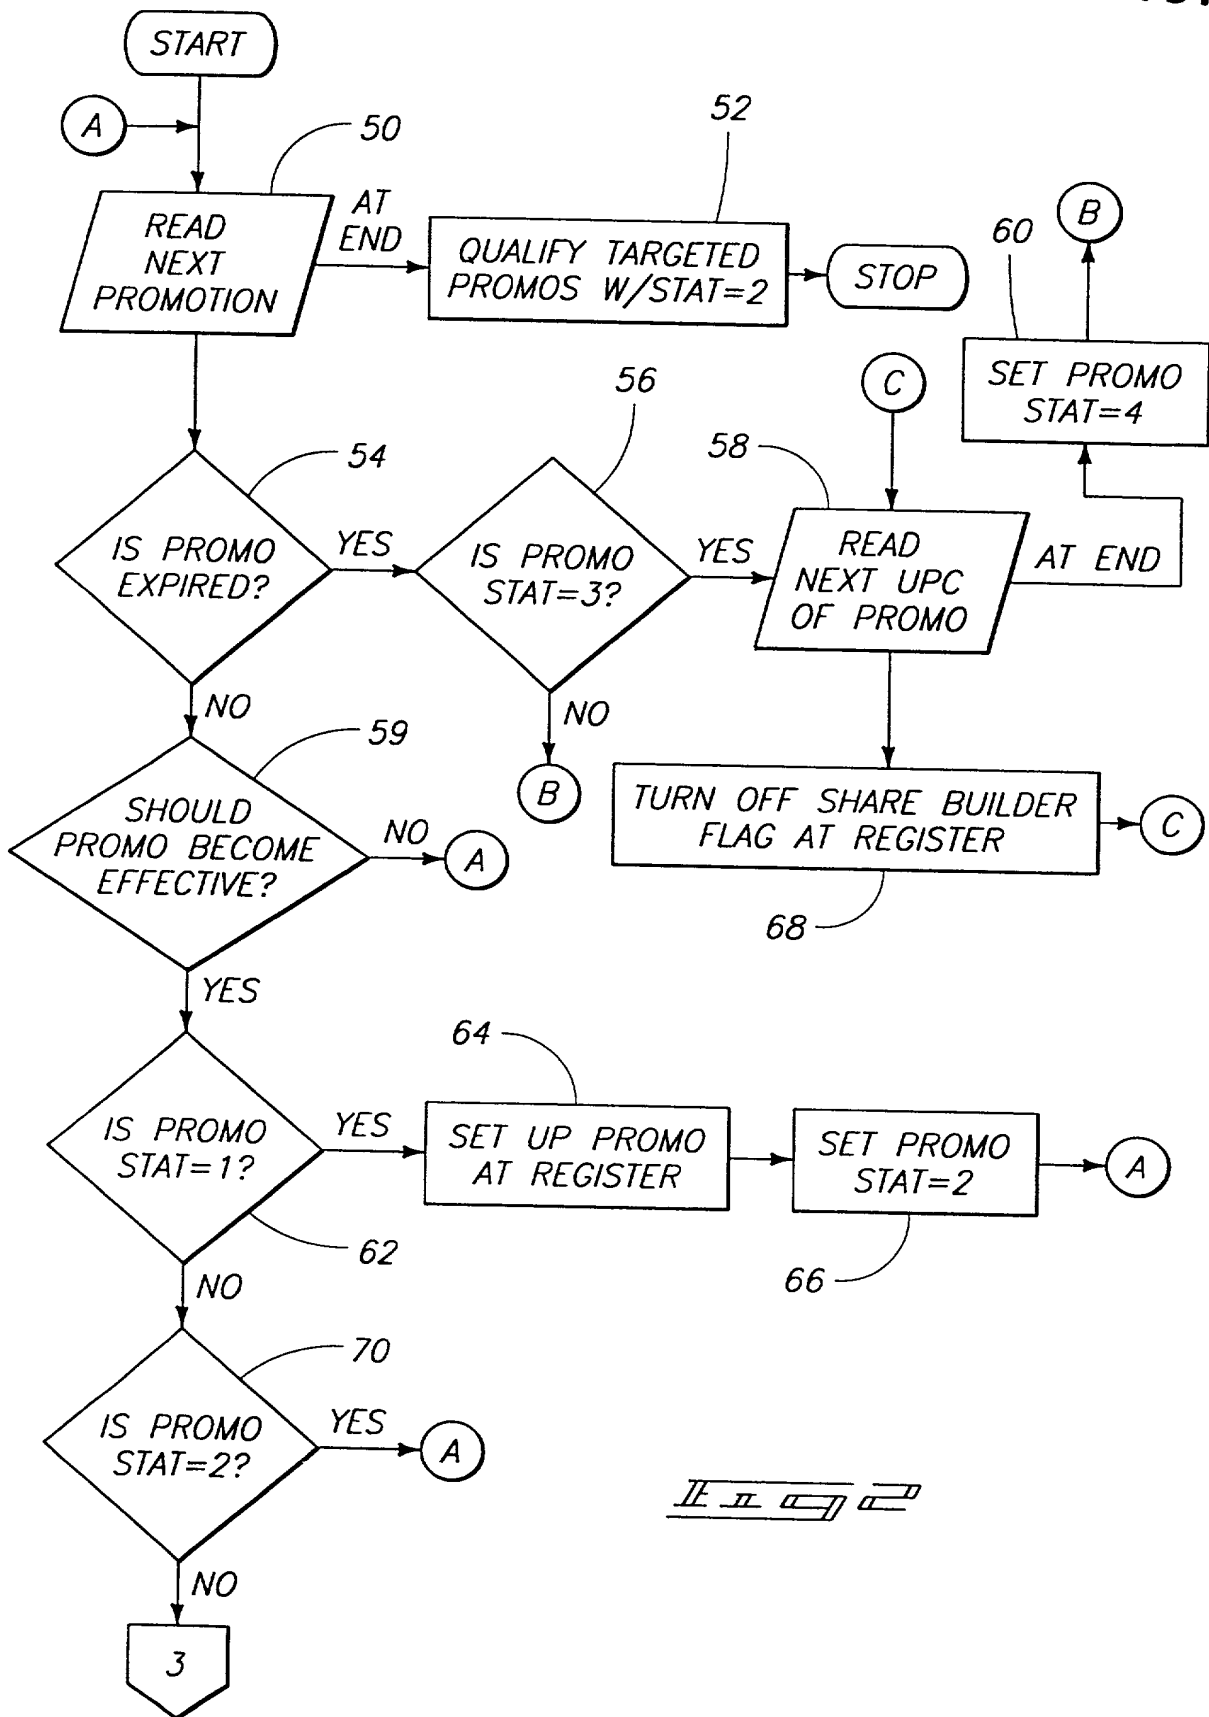 START
A
50
52
READ
NEXT
PROMOTION
AT
END
QUALIFY TARGETED
PROMOS W/STAT=2
STOP
60
B
SET PROMO
STAT=4
54
56
C
58
IS PROMO
EXPIRED?
YES
IS PROMO
STAT=3?
YES
READ
NEXT UPC
OF PROMO
AT END
NO
NO
B
59
SHOULD
PROMO BECOME
EFFECTIVE?
NO
A
TURN OFF SHARE BUILDER
FLAG AT REGISTER
C
68
YES
64
IS PROMO
STAT=1?
YES
SET UP PROMO
AT REGISTER
SET PROMO
STAT=2
A
62
66
NO
70
IS PROMO
STAT=2?
YES
A
Fig 2
NO
3